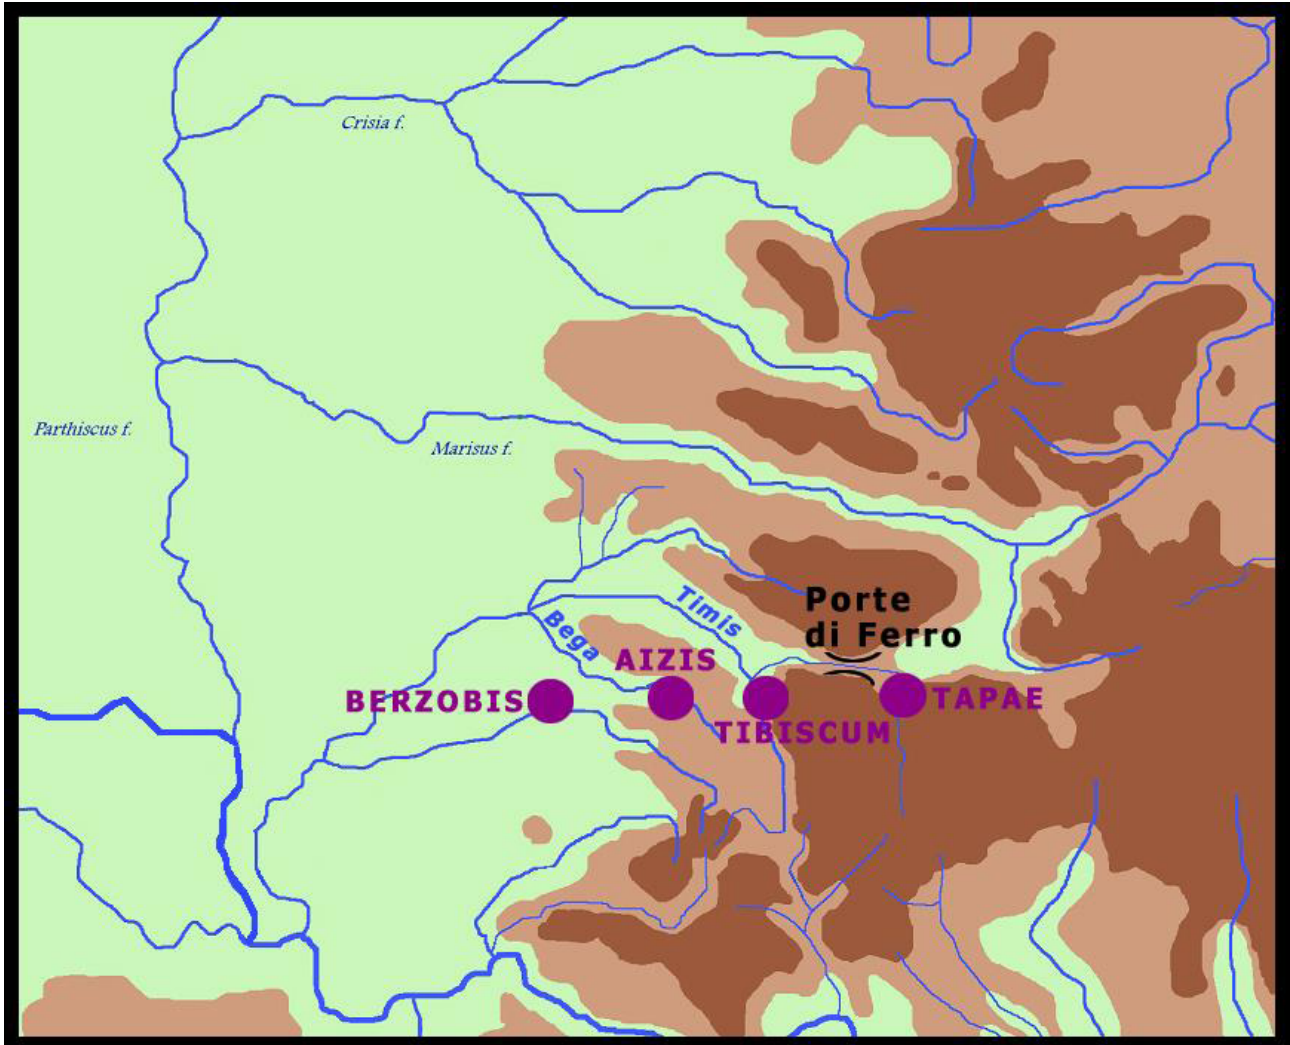 Crisia f.
Parthiscus f.
Marisus f.
Porte
di Ferro
Timis
Bega
AIZIS
BERZOBIS
TAPAE
TIBISCUM